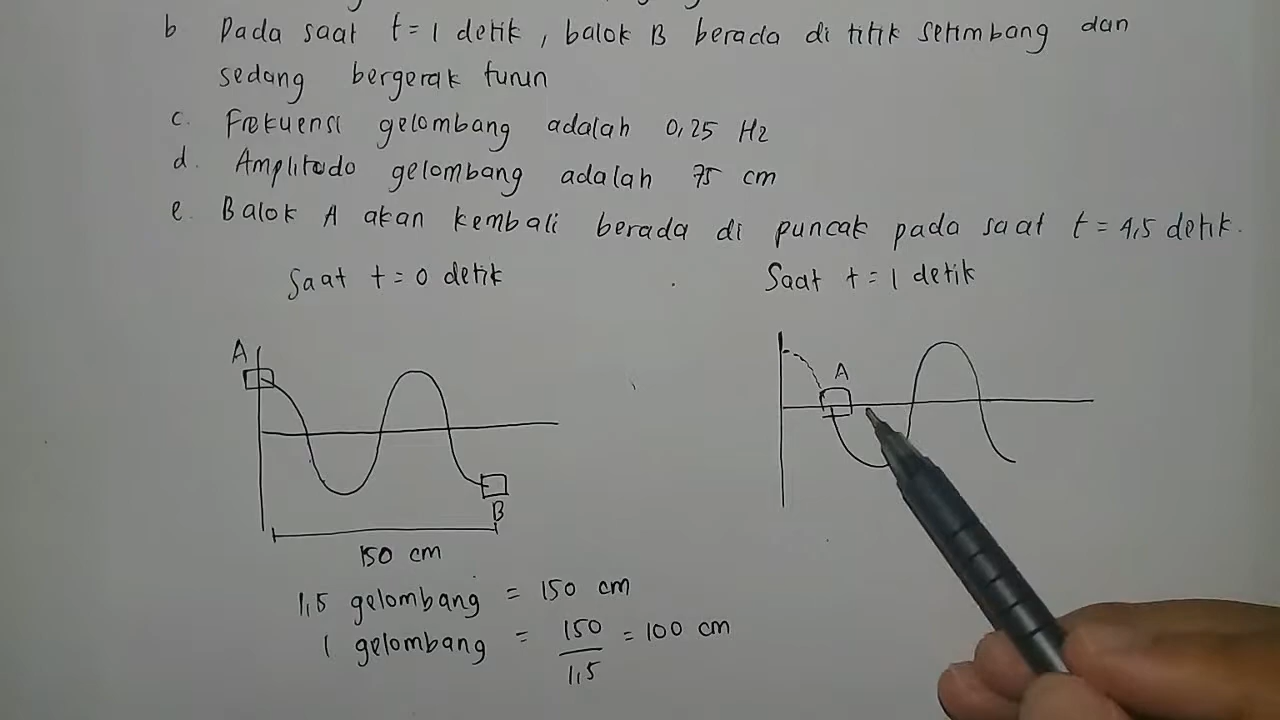 b Pada saat t = 1 detik, balok B berada di titik setimbang dan
sedang bergerak turun
c. Frekuensi gelombang adalah 0,25 Hz
d. Amplitudo gelombang adalah 75 cm
e. Balok A akan kembali berada di puncak pada saat t = 4,5 detik.
Saat t = 0 detik
Saat t = 1 detik
A
A
B
150 cm
1,5 gelombang = 150 cm
1 gelombang = 150/1,5 = 100 cm